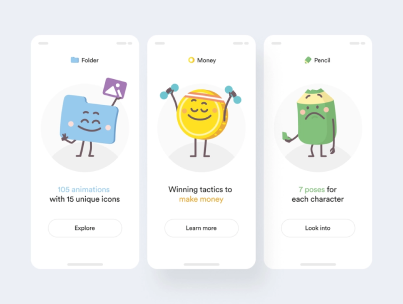 Folder
105 animations
with 15 unique icons
Explore
Money
Winning tactics to
make money
Learn more
Pencil
7 poses for
each character
Look into